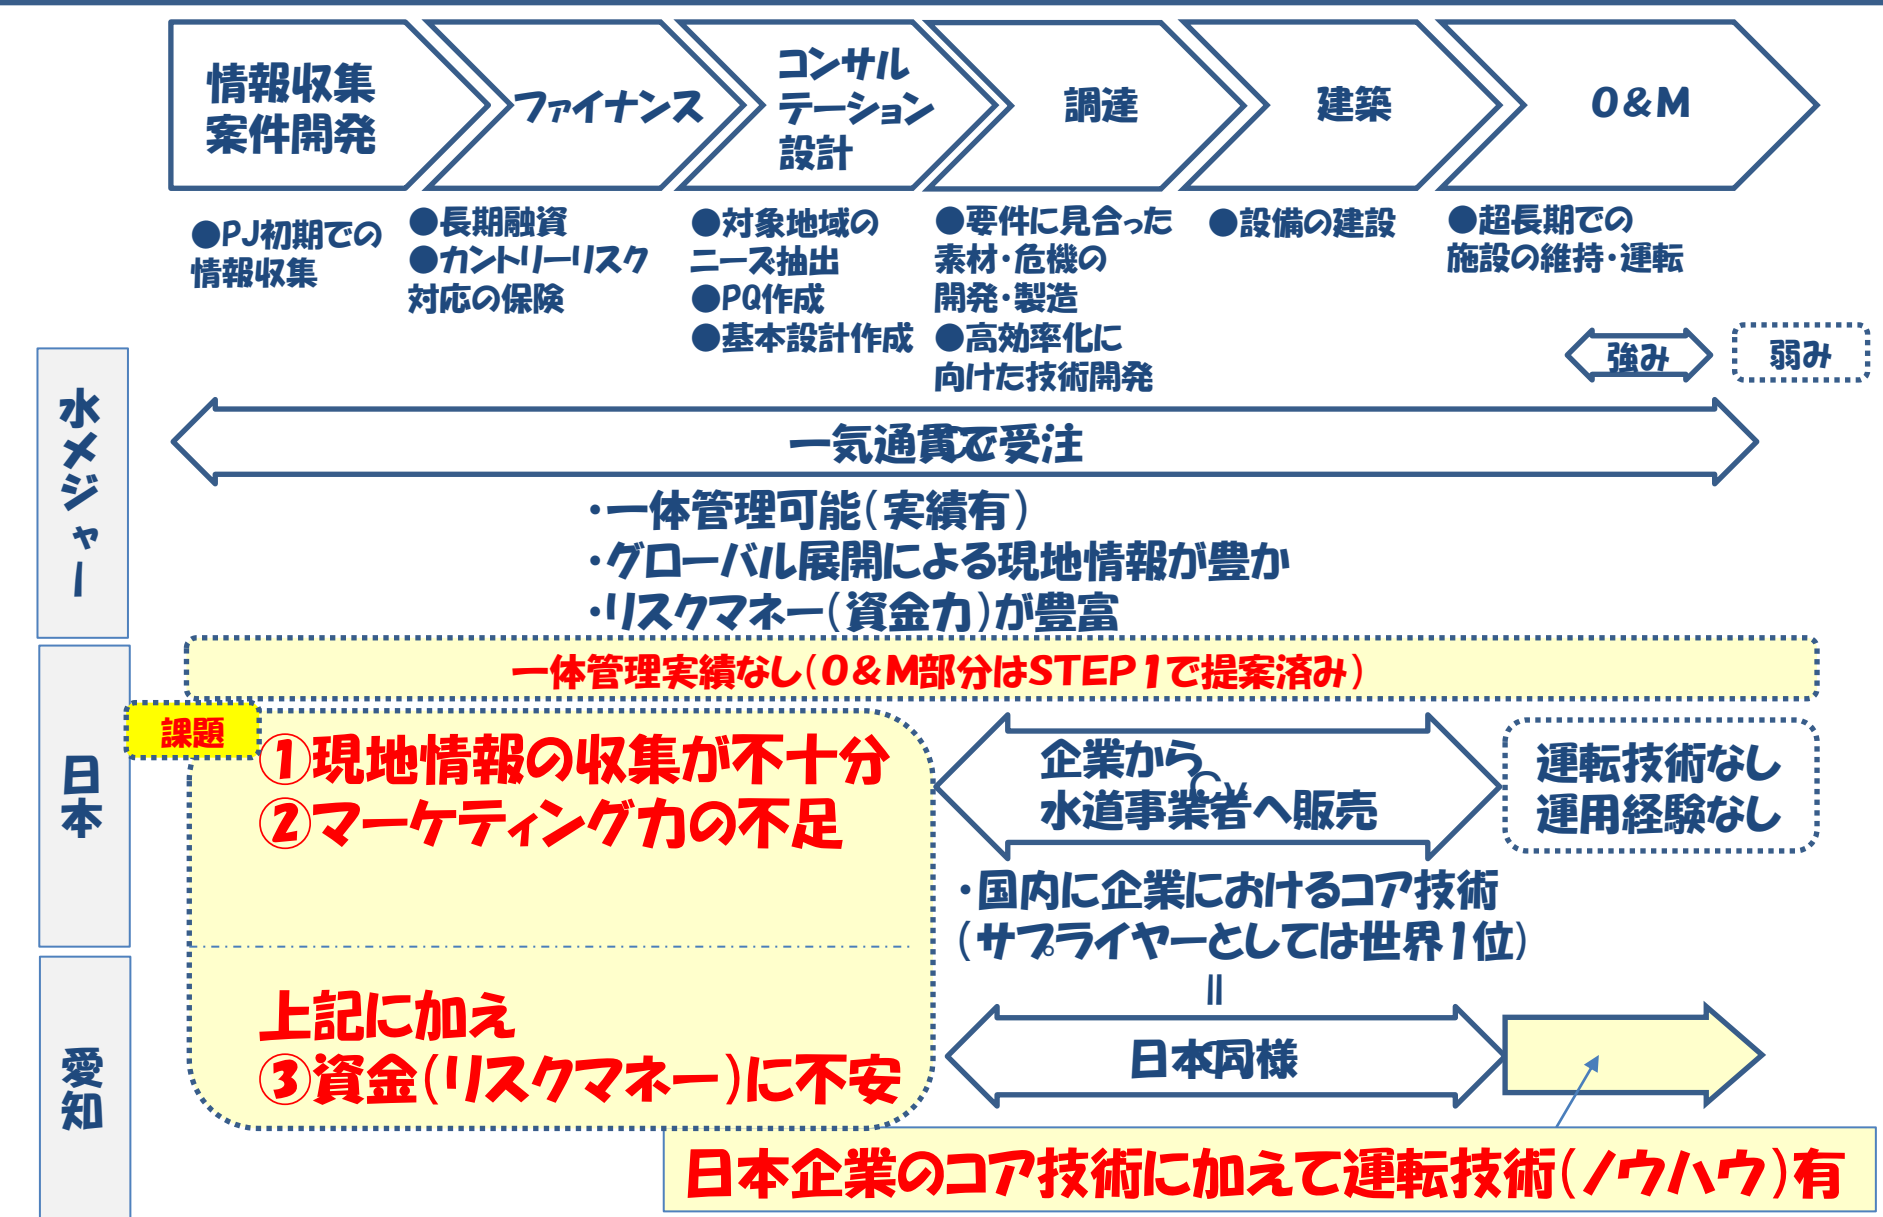 情報収集
案件開発
ファイナンス
コンサル
テーション
設計
調達
建築
O&M
●PJ初期での
情報収集
●長期融資
●カントリーリスク
対応の保険
●対象地域の
ニーズ抽出
●PQ作成
●基本設計作成
●要件に見合った
素材・危機の
開発・製造
●高効率化に
向けた技術開発
●設備の建設
●超長期での
施設の維持・運転
強み
弱み
水メジャー
一気通貫で受注
・一体管理可能(実績有)
・グローバル展開による現地情報が豊か
・リスクマネー(資金力)が豊富
日本
一体管理実績なし(O&M部分はSTEP1で提案済み)
課題
①現地情報の収集が不十分
②マーケティング力の不足
企業から
水道事業者へ販売
運転技術なし
運用経験なし
・国内に企業におけるコア技術
(サプライヤーとしては世界1位)
=
愛知
上記に加え
③資金(リスクマネー)に不安
日本同様
日本企業のコア技術に加えて運転技術(ノウハウ)有